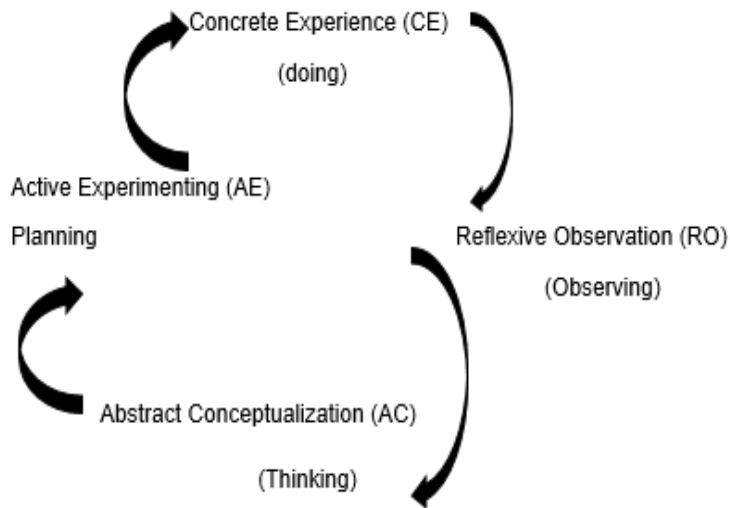 Concrete Experience (CE)
(doing)
Active Experimenting (AE)
Planning
Reflexive Observation (RO)
(Observing)
Abstract Conceptualization (AC)
(Thinking)